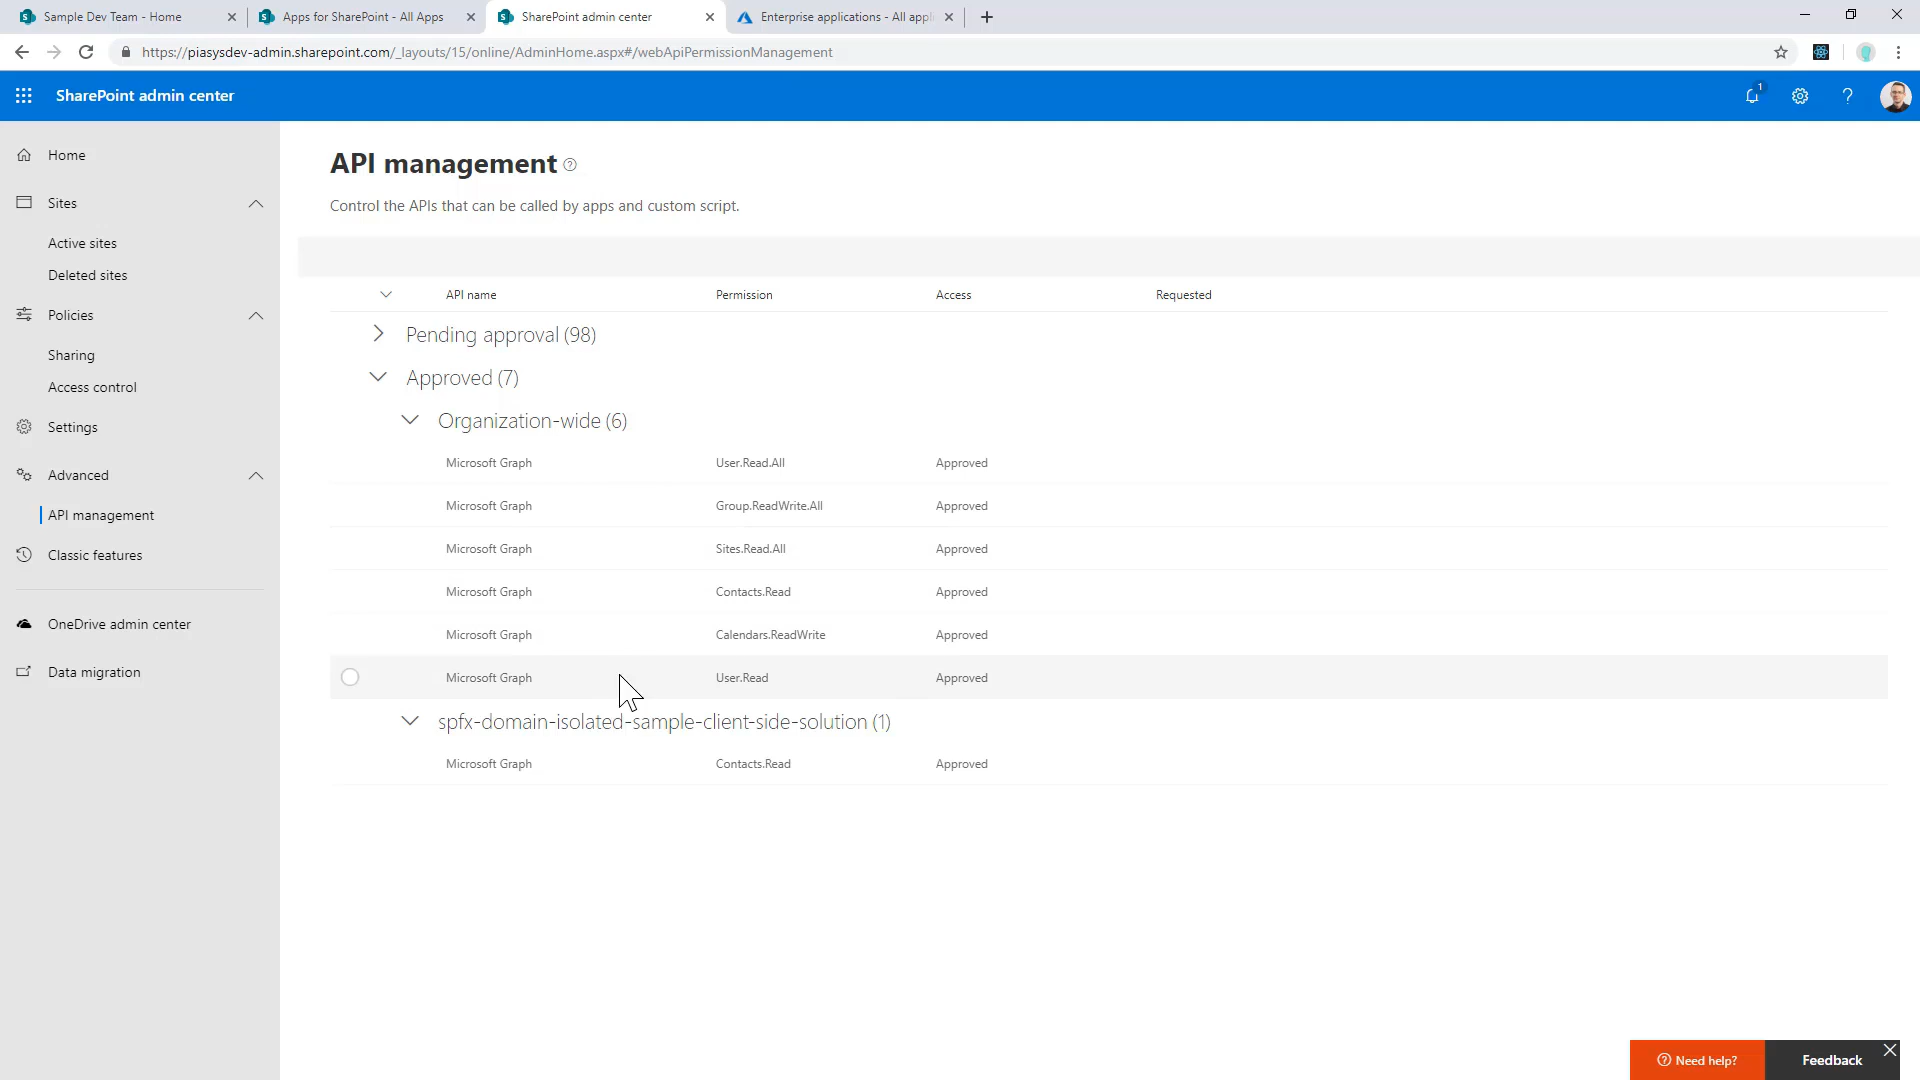 Sample Dev Team - Home
Apps for SharePoint - All Apps
SharePoint admin center
Enterprise applications - All appl
https://piasysdev-admin.sharepoint.com/_layouts/15/online/AdminHome.aspx#/webApiPermissionManagement
SharePoint admin center
1
Home
Sites
Active sites
Deleted sites
Policies
Sharing
Access control
Settings
Advanced
API management
Classic features
OneDrive admin center
Data migration
API management
Control the APIs that can be called by apps and custom script.
API name Permission Access Requested
Pending approval (98)
Approved (7)
Organization-wide (6)
Microsoft Graph User.Read.All Approved
Microsoft Graph Group.ReadWrite.All Approved
Microsoft Graph Sites.Read.All Approved
Microsoft Graph Contacts.Read Approved
Microsoft Graph Calendars.ReadWrite Approved
Microsoft Graph User.Read Approved
spfx-domain-isolated-sample-client-side-solution (1)
Microsoft Graph Contacts.Read Approved
Need help?
Feedback